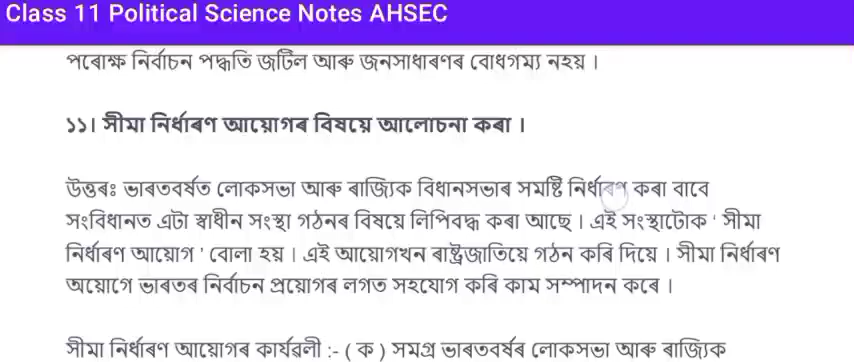 Class 11 Political Science Notes AHSEC
পৰোক্ষ নিৰ্বাচন পদ্ধতি জটিল আৰু জনসাধাৰণৰ বোধগম্য নহয় ।
১১। সীমা নিৰ্ধাৰণ আয়োগৰ বিষয়ে আলোচনা কৰা ।
উত্তৰঃ ভাৰতবৰ্ষত লোকসভা আৰু ৰাজ্যিক বিধানসভাৰ সমষ্টি নিৰ্ধাৰণ কৰা বাবে
সংবিধানত এটা স্বাধীন সংস্থা গঠনৰ বিষয়ে লিপিবদ্ধ কৰা আছে । এই সংস্থাটোক ' সীমা
নিৰ্ধাৰণ আয়োগ ' বোলা হয় । এই আয়োগখন ৰাষ্ট্ৰজাতিয়ে গঠন কৰি দিয়ে । সীমা নিৰ্ধাৰণ
অয়োগে ভাৰতৰ নিৰ্বাচন প্ৰয়োগৰ লগত সহযোগ কৰি কাম সম্পাদন কৰে ।
সীমা নিৰ্ধাৰণ আয়োগৰ কাৰ্যৱলী :- ( ক ) সমগ্ৰ ভাৰতবৰ্ষৰ লোকসভা আৰু ৰাজ্যিক